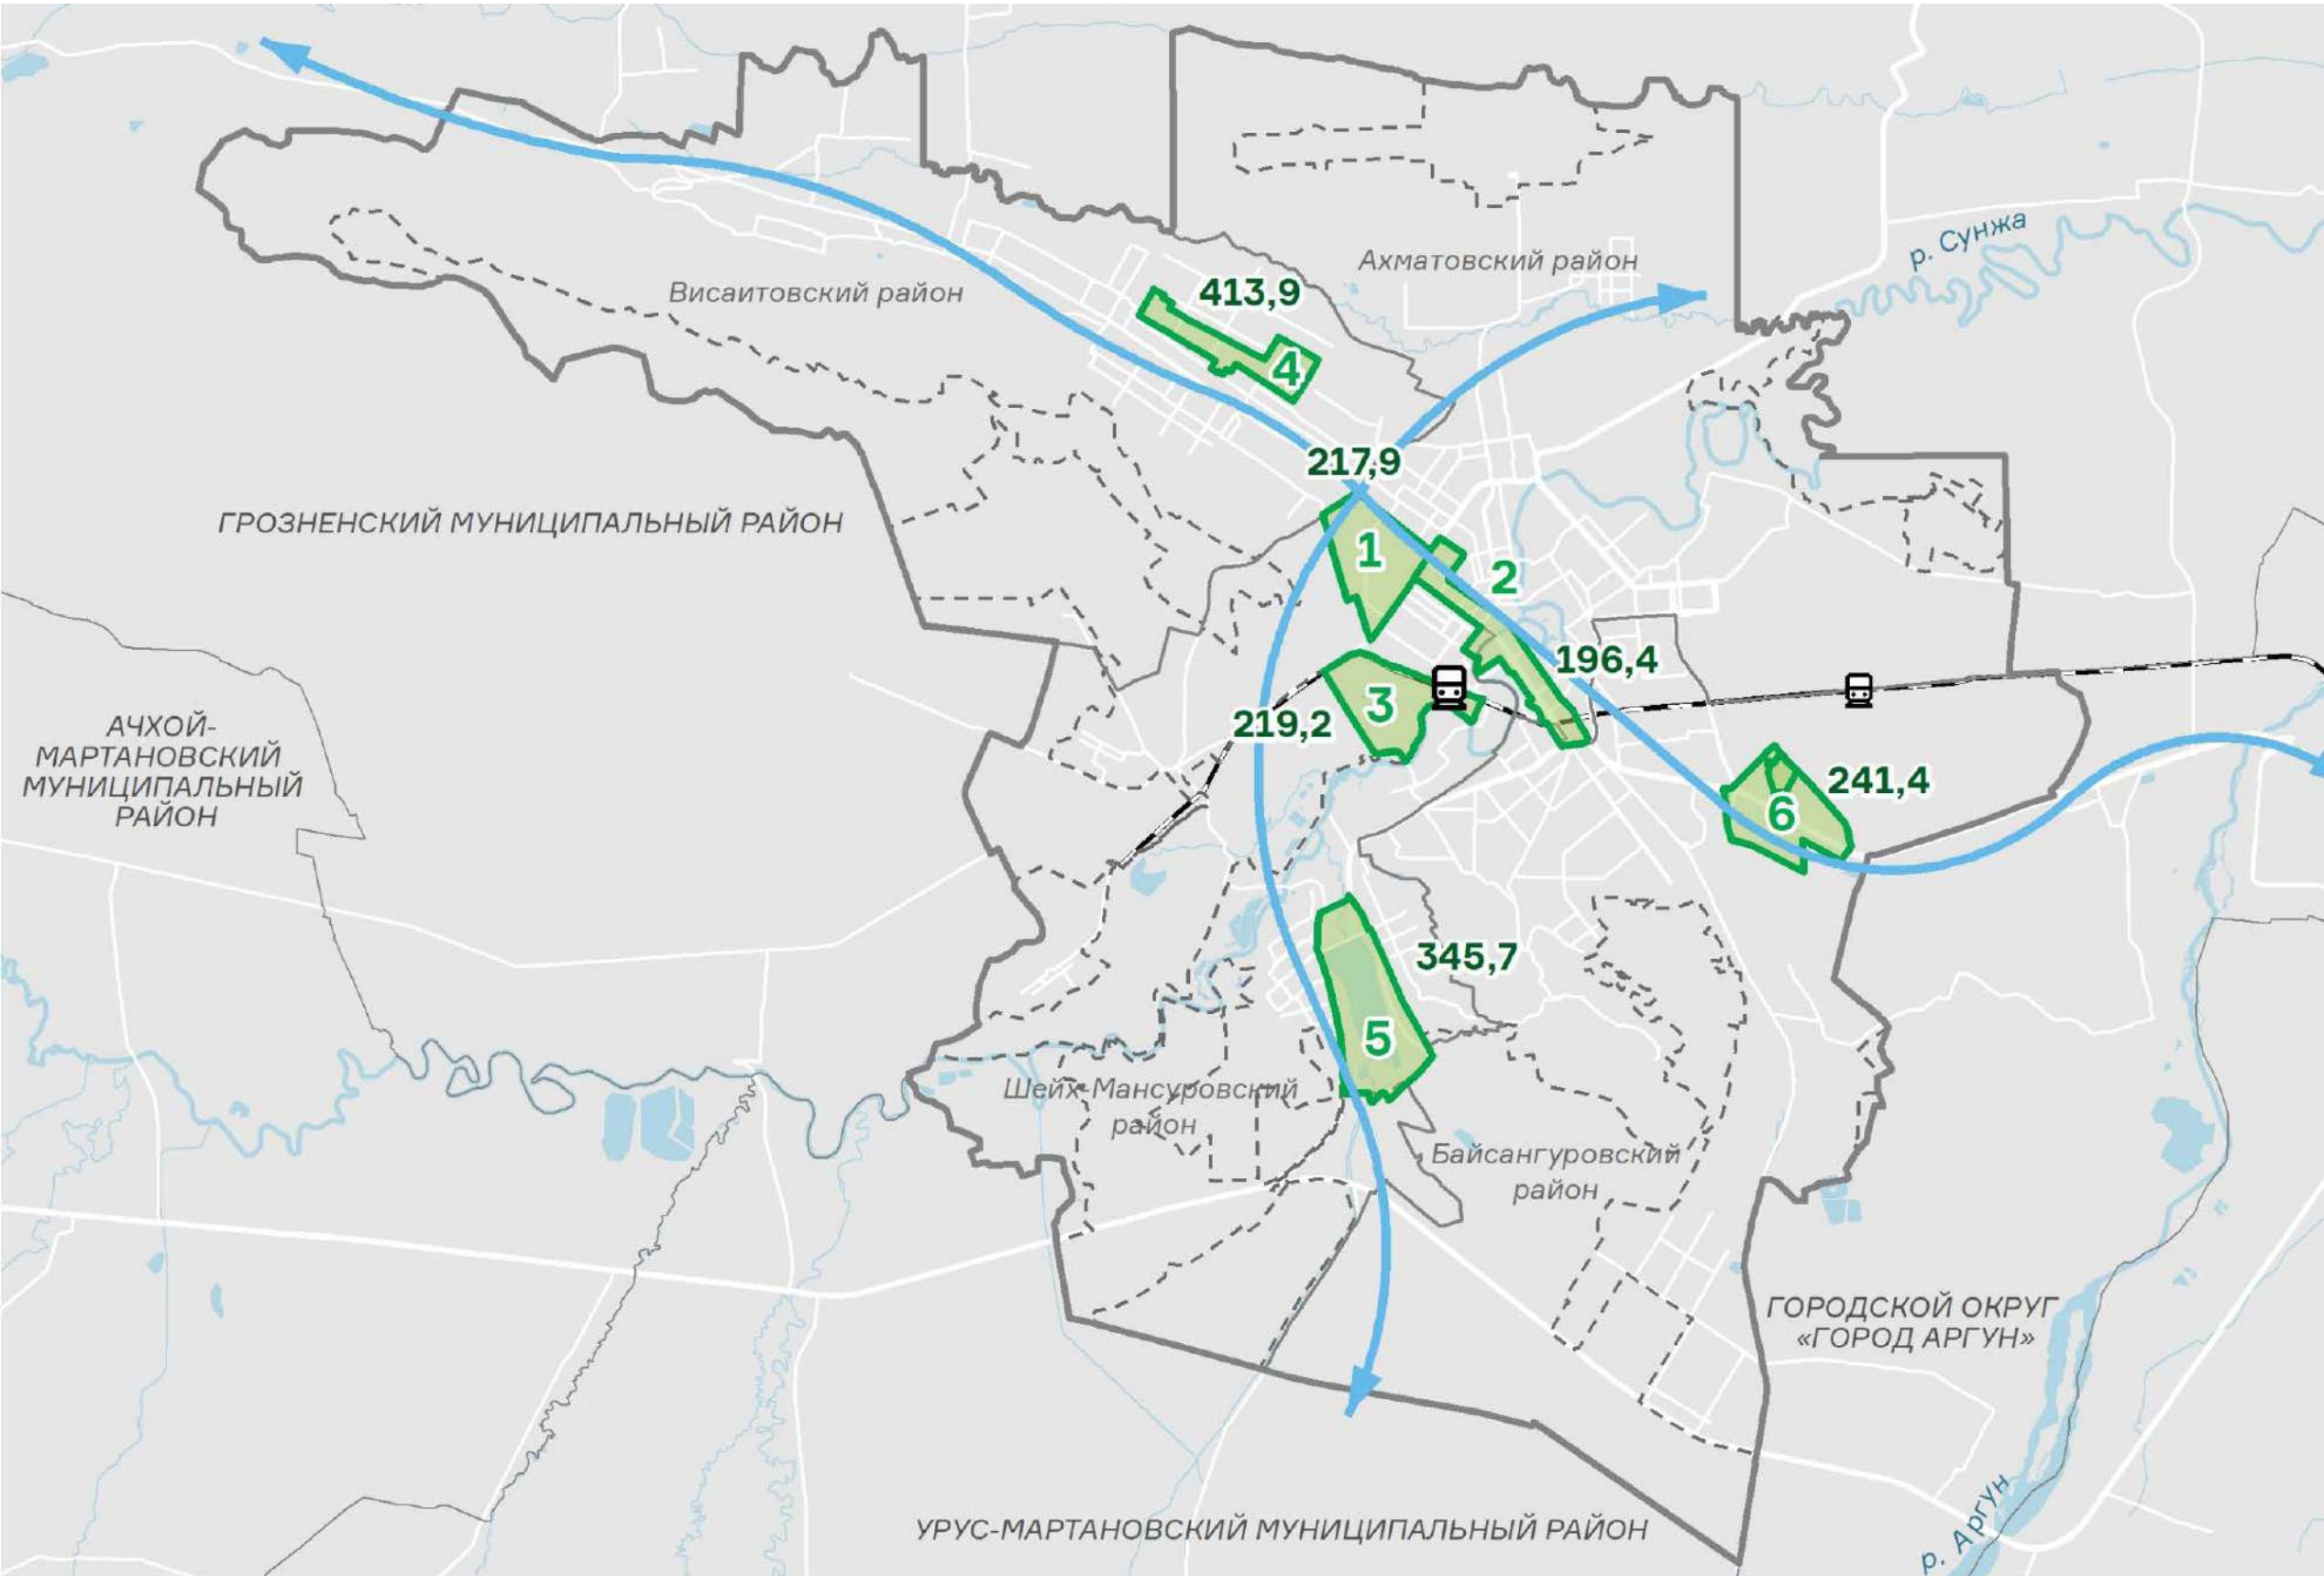 р. Сунжа
Ахматовский район
Висаитовский район
413,9
4
217,9
ГРОЗНЕНСКИЙ МУНИЦИПАЛЬНЫЙ РАЙОН
1
2
196,4
3
219,2
АЧХОЙ-
МАРТАНОВСКИЙ
МУНИЦИПАЛЬНЫЙ
РАЙОН
241,4
6
345,7
5
Шейх-Мансуровский
район
Байсангуровский
район
ГОРОДСКОЙ ОКРУГ
«ГОРОД АРГУН»
УРУС-МАРТАНОВСКИЙ МУНИЦИПАЛЬНЫЙ РАЙОН
р. Аргун